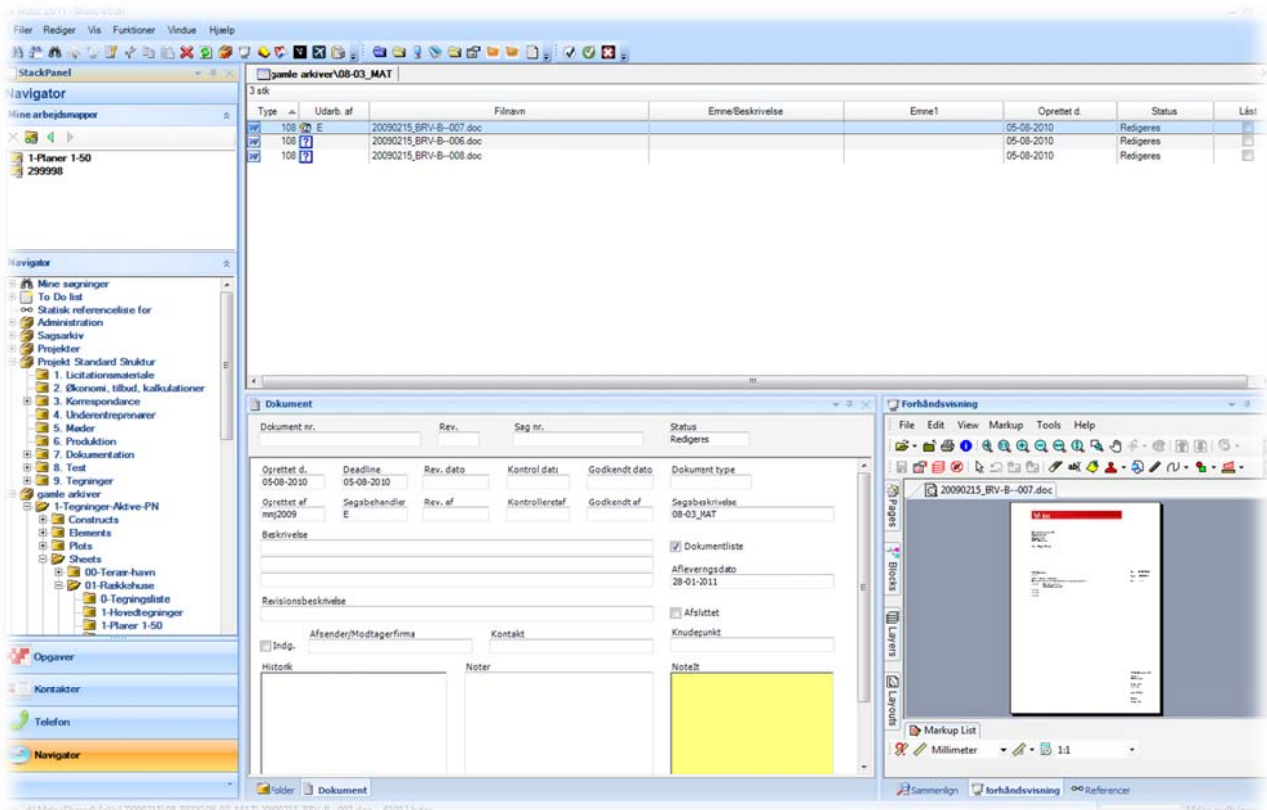 Filer Rediger Vis Funktioner Vindue Hjælp
StackPanel
Navigator
Mine arbejdsmapper
1-Planer 1-50
299998
Navigator
Mine søgninger
To Do list
Statisk referenceliste for
Administration
Sagsarkiv
Projekter
Projekt Standard Struktur
1. Licitationsmateriale
2. Økonomi, tilbud, kalkulationer
3. Korrespondance
4. Underentreprenører
5. Møder
6. Produktion
7. Dokumentation
8. Test
9. Tegninger
gamle arkiver
1-Tegninger-Aktive-PN
Constructs
Elements
Plots
Sheets
00-Teræn-havn
01-Rækkehuse
0-Tegningsliste
1-Hovedtegninger
1-Planer 1-50
Opgaver
Kontakter
Telefon
Navigator
gamle arkiver\08-03_MAT
3 stk
Type Udarb. af Filnavn Emne/Beskrivelse Emne1 Oprettet d. Status Låst
108 E 20090215_BRV-B--007.doc 05-08-2010 Redigeres
108 ? 20090215_BRV-B--006.doc 05-08-2010 Redigeres
108 ? 20090215_BRV-B--008.doc 05-08-2010 Redigeres
Dokument
Dokument nr. Rev. Sag nr. Status
Redigeres
Oprettet d. Deadline Rev. dato Kontrol dato Godkendt dato Dokument type
05-08-2010 05-08-2010
Oprettet af Sagsbehandler Rev. af Kontrolleret af Godkendt af Sagsbeskrivelse
mnj2009 E 08-03_MAT
Beskrivelse
Dokumentliste
Afleveringsdato
28-01-2011
Revisionsbeskrivelse
Afsluttet
Afsender/Modtagerfirma Kontakt Knudepunkt
Indg.
Historik Noter NoteIt
Folder Dokument
Forhåndsvisning
File Edit View Markup Tools Help
20090215_BRV-B--007.doc
Pages
Blocks
Layers
Layouts
Markup List
Millimeter 1:1
Sammenlign forhåndsvisning Referencer